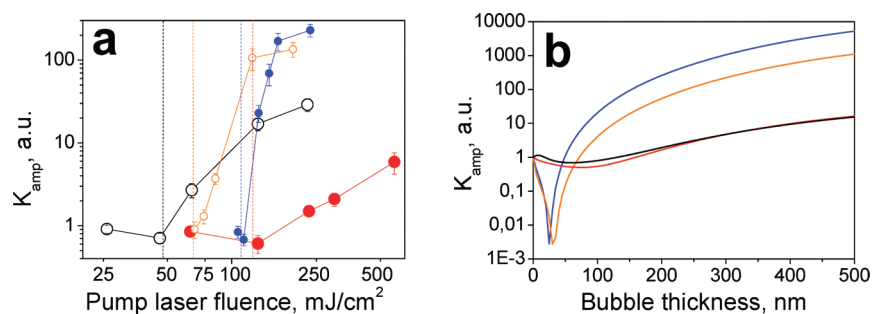 a
K_amp, a.u.
100
10
1
25 50 75 100 250 500
Pump laser fluence, mJ/cm²
b
K_amp, a.u.
10000
1000
100
10
1
0,1
0,01
1E-3
0 100 200 300 400 500
Bubble thickness, nm